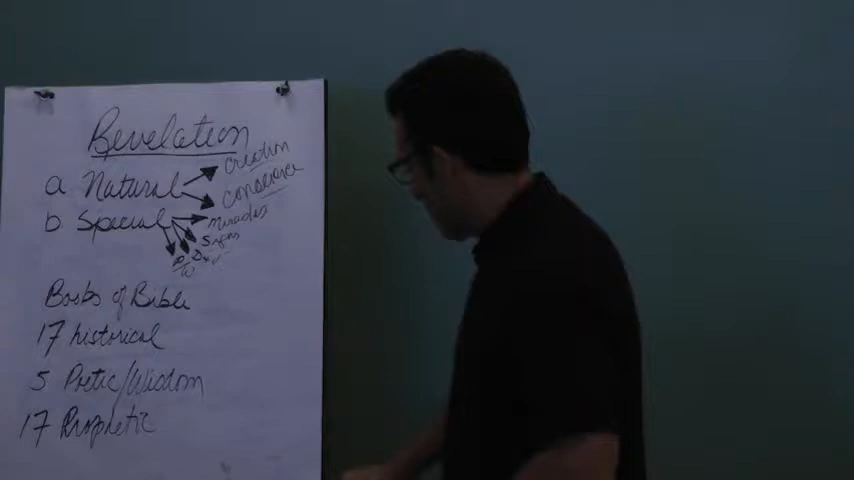 Revelation
a Natural creation
conscience
b Special miracles
Signs
Books of Bible
17 historical
5 Poetic/Wisdom
17 Prophetic